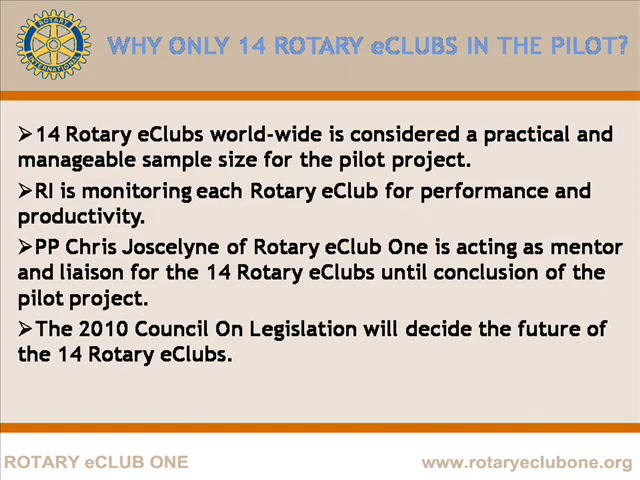 ROTARY
INTERNATIONAL
WHY ONLY 14 ROTARY eCLUBS IN THE PILOT?
➢14 Rotary eClubs world-wide is considered a practical and
manageable sample size for the pilot project.
➢RI is monitoring each Rotary eClub for performance and
productivity.
➢PP Chris Joscelyne of Rotary eClub One is acting as mentor
and liaison for the 14 Rotary eClubs until conclusion of the
pilot project.
➢The 2010 Council On Legislation will decide the future of
the 14 Rotary eClubs.
ROTARY eCLUB ONE
www.rotaryeclubone.org